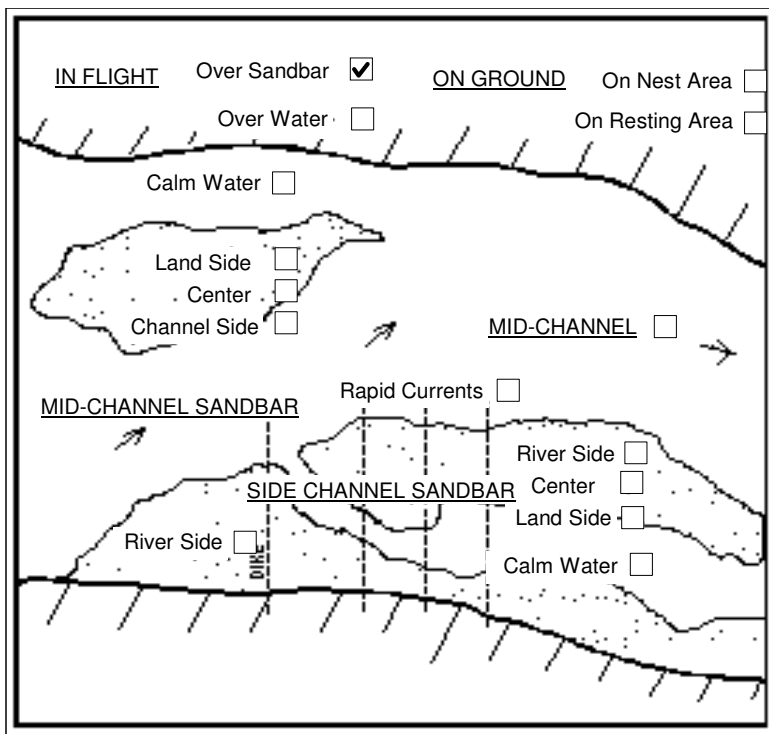 IN FLIGHT
Over Sandbar
Over Water
ON GROUND
On Nest Area
On Resting Area
Calm Water
Land Side
Center
Channel Side
MID-CHANNEL
MID-CHANNEL SANDBAR
Rapid Currents
River Side
Center
Land Side
SIDE CHANNEL SANDBAR
River Side
DIKE
Calm Water